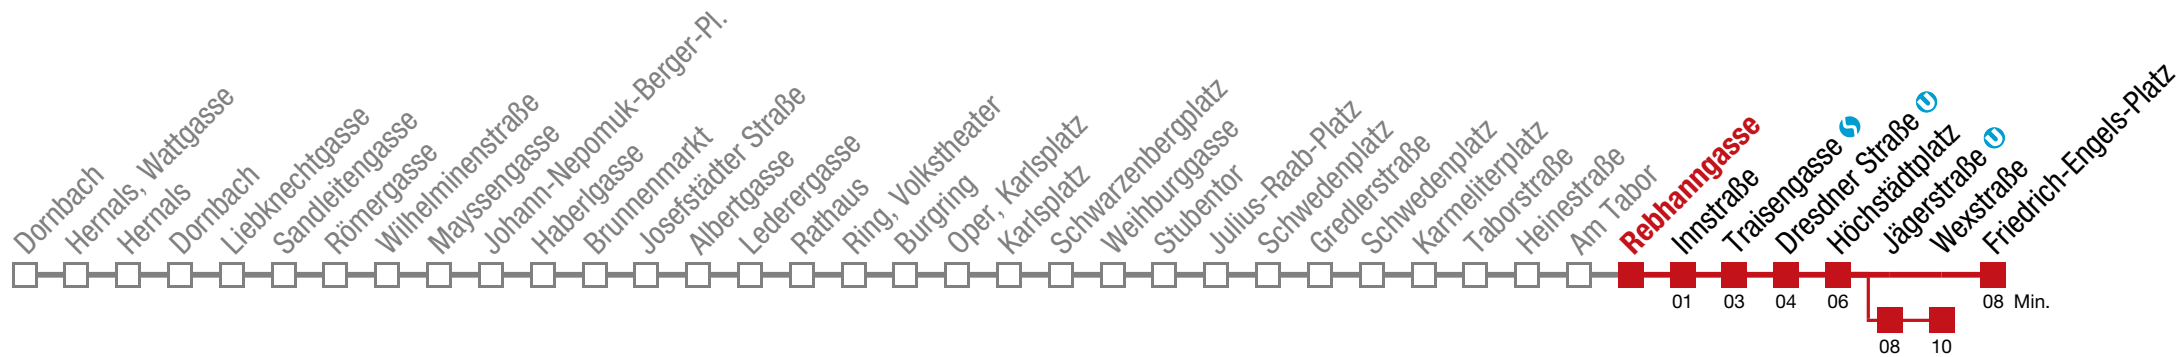 Dornbach
Hernals, Wattgasse
Hernals
Dornbach
Liebknechtgasse
Sandleitengasse
Römergasse
Wilhelminenstraße
Mayssengasse
Johann-Nepomuk-Berger-Pl.
Haberlgasse
Brunnenmarkt
Josefstädter Straße
Albertgasse
Lederergasse
Rathaus
Ring, Volkstheater
Burgring
Oper, Karlsplatz
Karlsplatz
Schwarzenbergplatz
Weihburggasse
Stubentor
Julius-Raab-Platz
Schwedenplatz
Gredlerstraße
Schwedenplatz
Karmeliterplatz
Taborstraße
Heinestraße
Am Tabor
Rebhanngasse
Innstraße
Traisengasse S
Dresdner Straße U
Höchstädtplatz
Jägerstraße U
Wexstraße
Friedrich-Engels-Platz
01 03 04 06 08 Min.
08 10